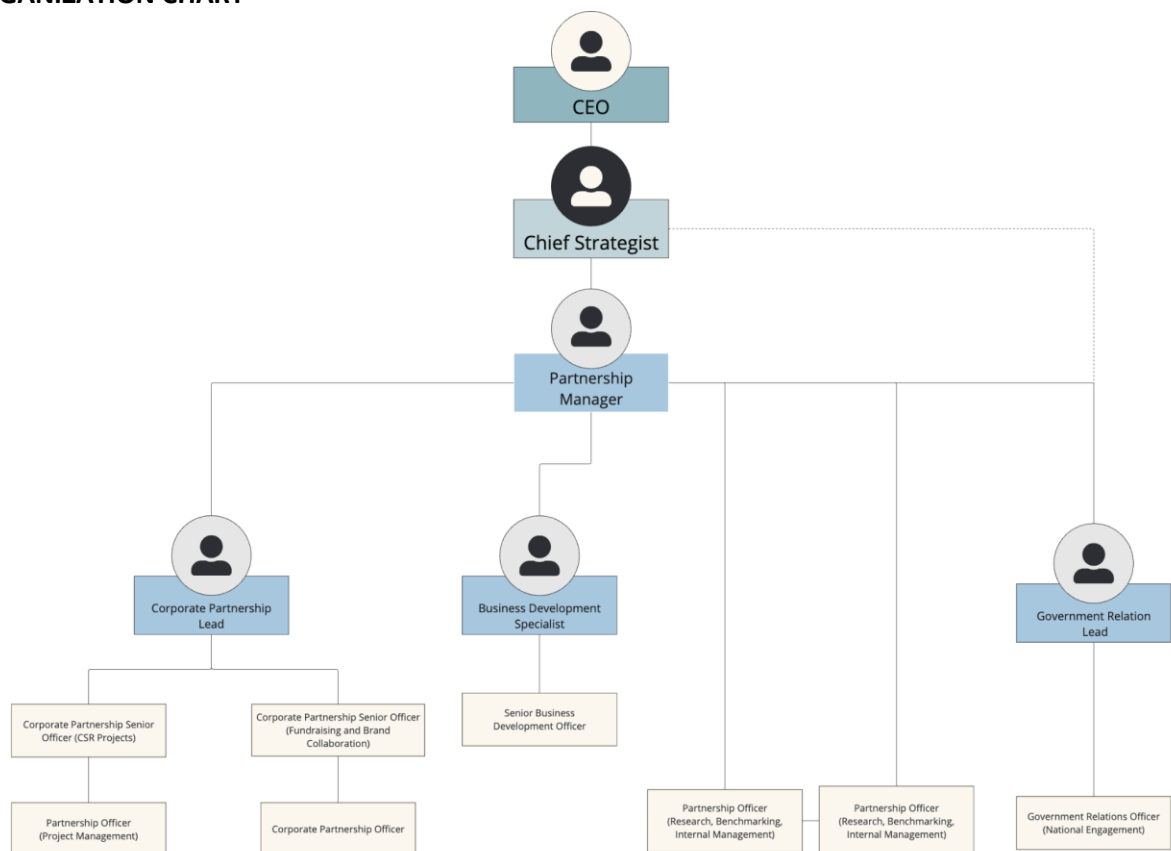 CEO
Chief Strategist
Partnership
Manager
Corporate Partnership
Lead
Business Development
Specialist
Government Relation
Lead
Corporate Partnership Senior
Officer (CSR Projects)
Corporate Partnership Senior Officer
(Fundraising and Brand
Collaboration)
Senior Business
Development Officer
Partnership Officer
(Project Management)
Corporate Partnership Officer
Partnership Officer
(Research, Benchmarking,
Internal Management)
Partnership Officer
(Research, Benchmarking,
Internal Management)
Government Relations Officer
(National Engagement)